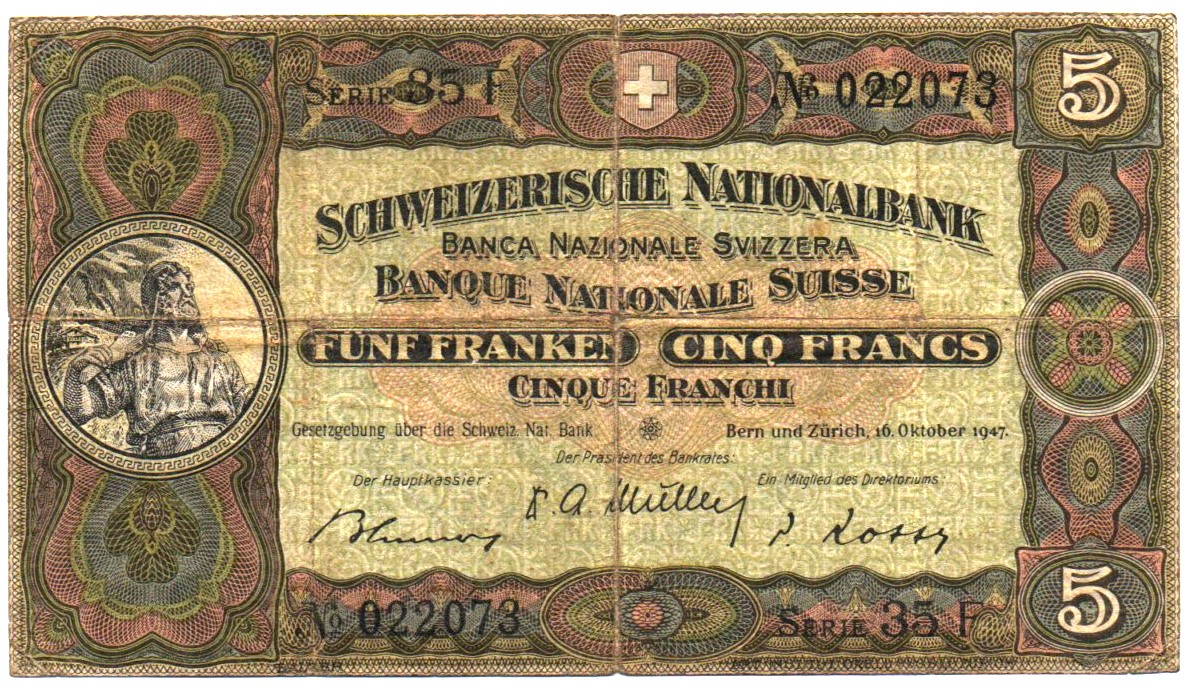 SERIE 35 F № 022073 5
SCHWEIZERISCHE NATIONALBANK
BANCA NAZIONALE SVIZZERA
BANQUE NATIONALE SUISSE
FÜNF FRANKEN CINQ FRANCS
CINQUE FRANCHI
Gesetzgebung über die Schweiz. Nat. Bank. Bern und Zürich, 16. Oktober 1947.
Der Präsident des Bankrates:
Der Hauptkassier: Ein Mitglied des Direktoriums:
A. Müller
P. Rossy
№ 022073 SERIE 35 F 5